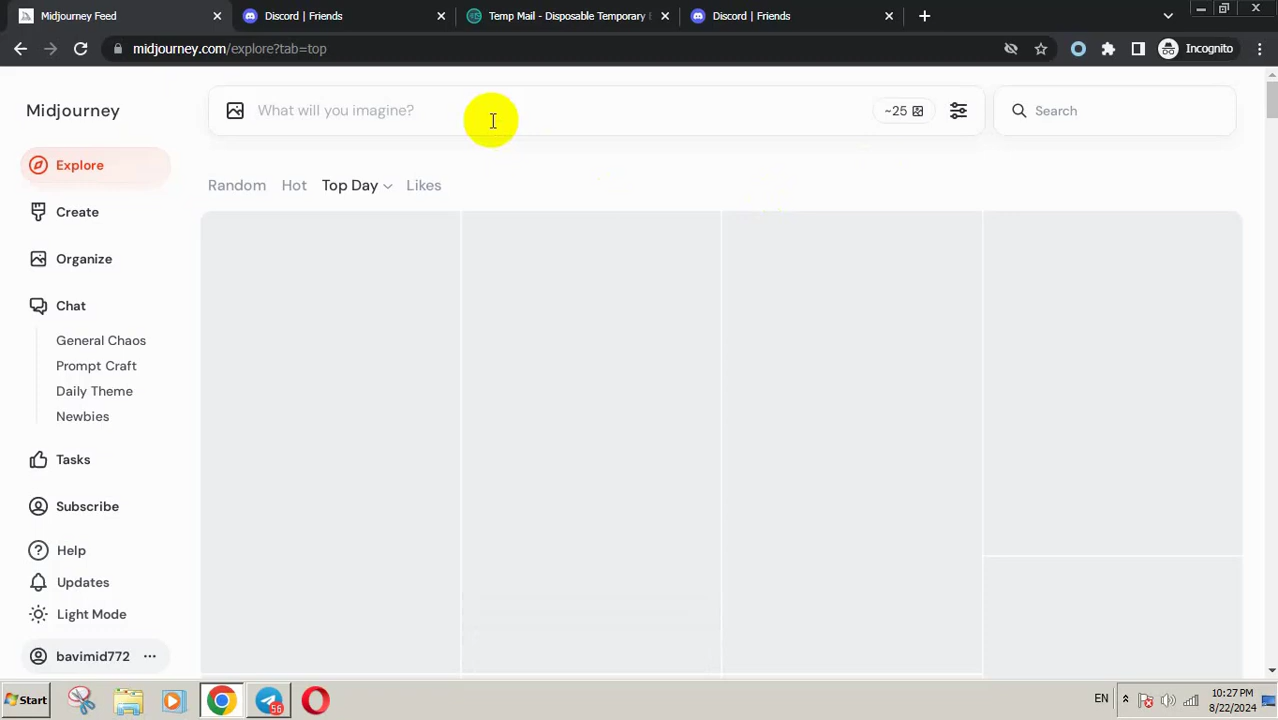 Midjourney Feed
Discord | Friends
Temp Mail - Disposable Temporary E
Discord | Friends
midjourney.com/explore?tab=top
Incognito
Midjourney
What will you imagine?
~25
Search
Explore
Random
Hot
Top Day
Likes
Create
Organize
Chat
General Chaos
Prompt Craft
Daily Theme
Newbies
Tasks
Subscribe
Help
Updates
Light Mode
bavimid772
Start
56
EN
10:27 PM
8/22/2024